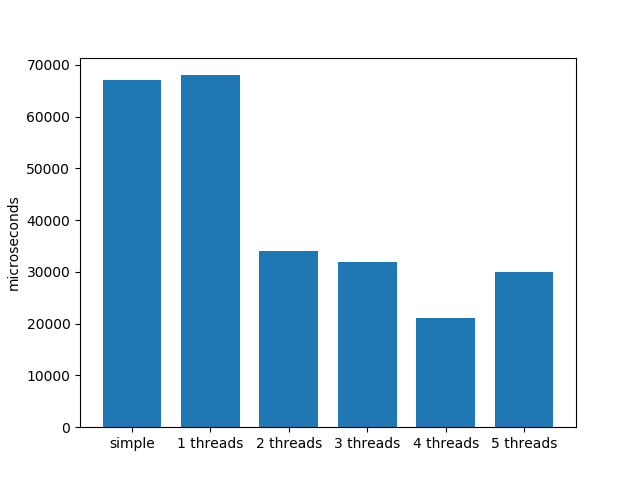 70000
60000
50000
40000
30000
20000
10000
0
microseconds
simple
1 threads
2 threads
3 threads
4 threads
5 threads